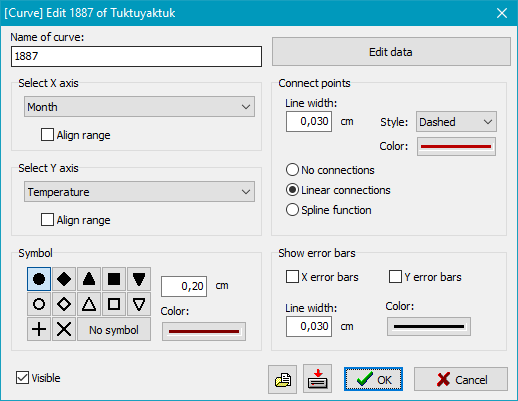 [Curve] Edit 1887 of Tuktuyaktuk
Name of curve:
1887
Edit data
Select X axis
Month
Align range
Select Y axis
Temperature
Align range
Connect points
Line width:
0,030 cm
Style: Dashed
Color:
No connections
Linear connections
Spline function
Symbol
0,20 cm
Color:
No symbol
Show error bars
X error bars
Y error bars
Line width:
0,030 cm
Color:
Visible
OK
Cancel